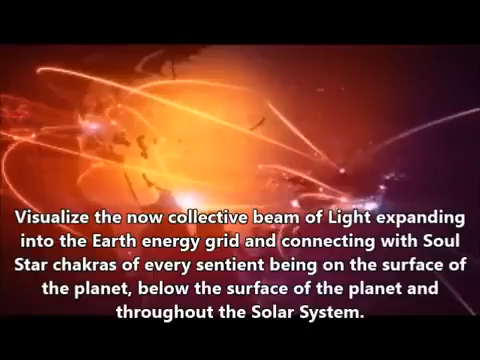 Visualize the now collective beam of Light expanding
into the Earth energy grid and connecting with Soul
Star chakras of every sentient being on the surface of
the planet, below the surface of the planet and
throughout the Solar System.